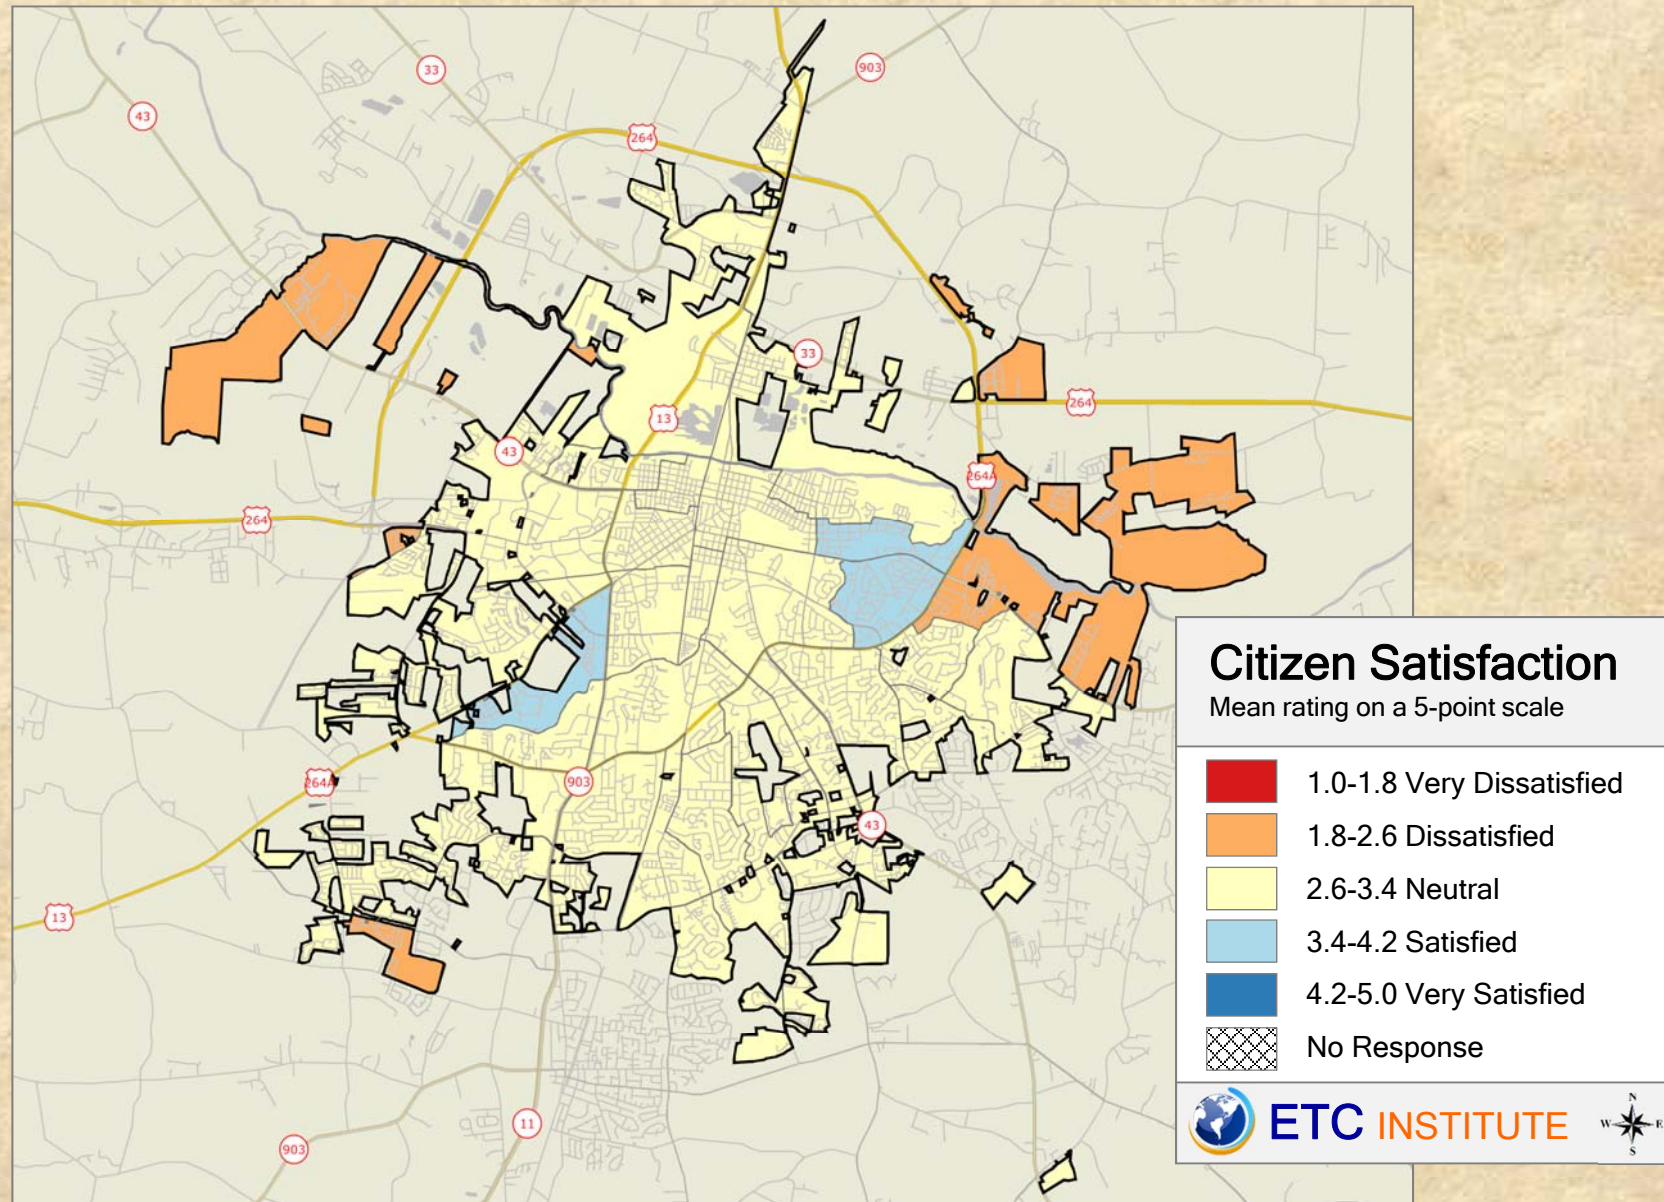 903
33
43
264
33
264
13
43
264A
264
264A
903
43
13
11
903
Citizen Satisfaction
Mean rating on a 5-point scale
1.0-1.8 Very Dissatisfied
1.8-2.6 Dissatisfied
2.6-3.4 Neutral
3.4-4.2 Satisfied
4.2-5.0 Very Satisfied
No Response
ETC INSTITUTE
N
W E
S